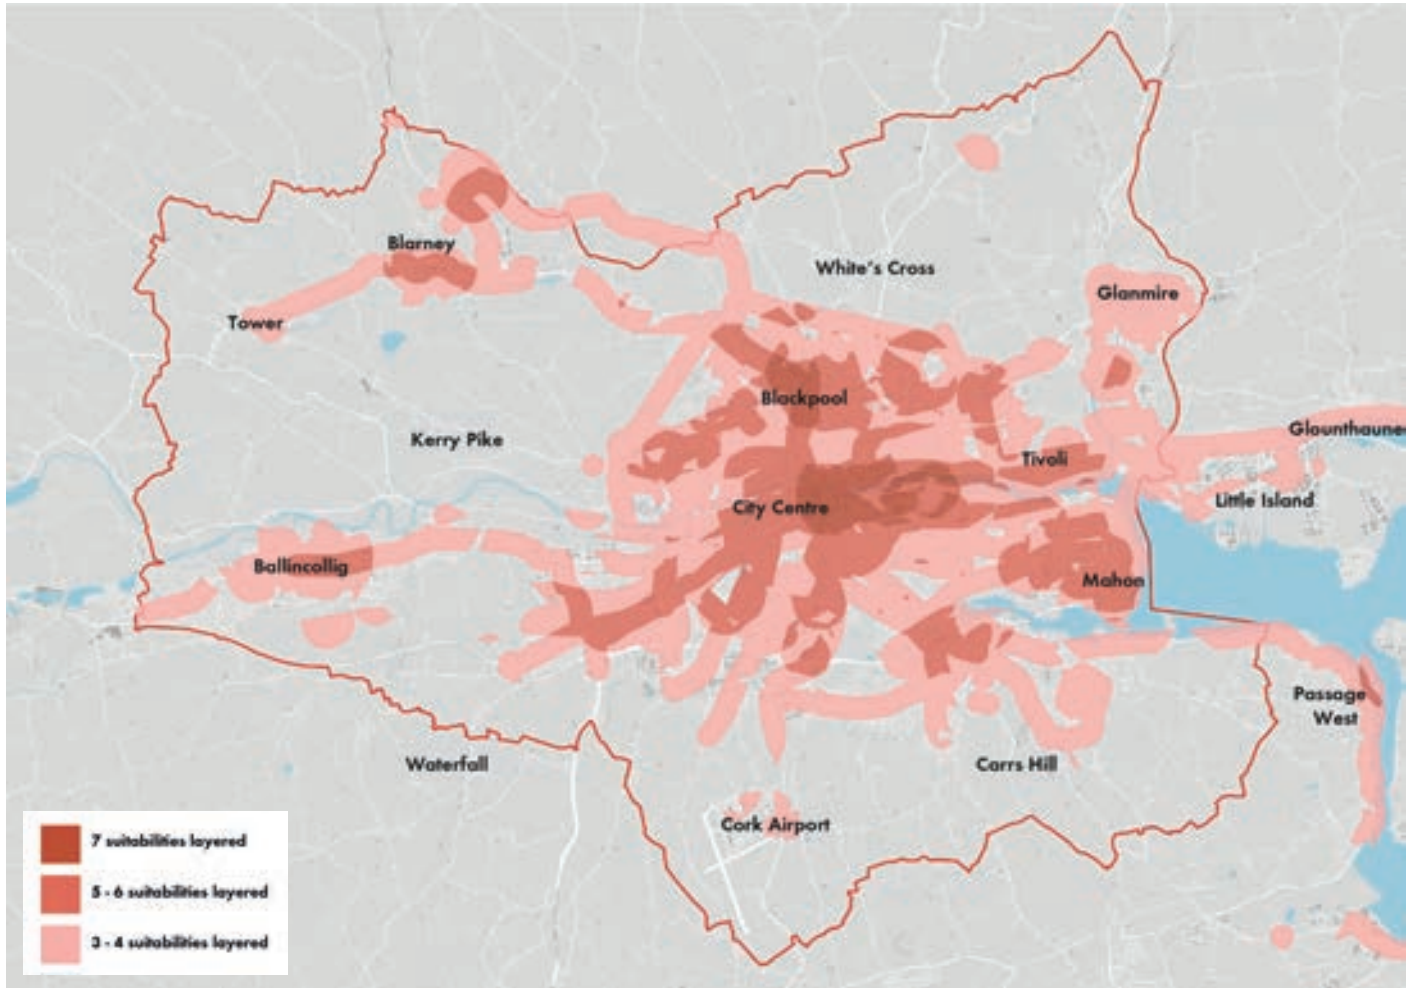 Blarney
White's Cross
Glanmire
Tower
Blackpool
Kerry Pike
Glounthaune
Tivoli
Little Island
City Centre
Ballincollig
Mahon
Passage
West
Waterfall
Carrs Hill
Cork Airport
7 suitabilities layered
5 - 6 suitabilities layered
3 - 4 suitabilities layered